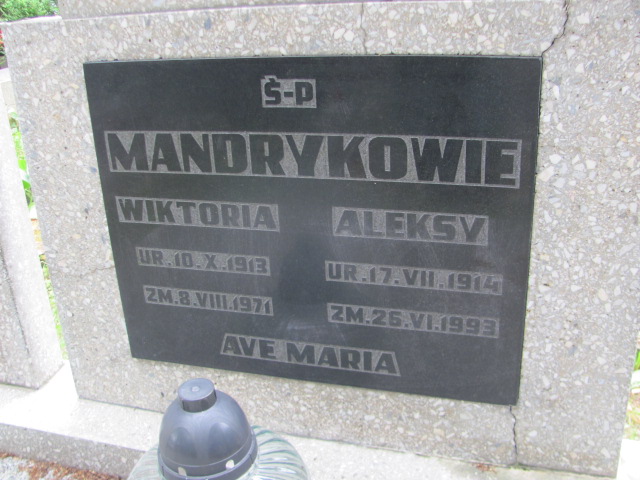 Ś-P
MANDRYKOWIE
WIKTORIA
UR.10.X.1913
ZM.8.VIII.1971
ALEKSY
UR.17.VII.1914
ZM.26.VI.1993
AVE MARIA